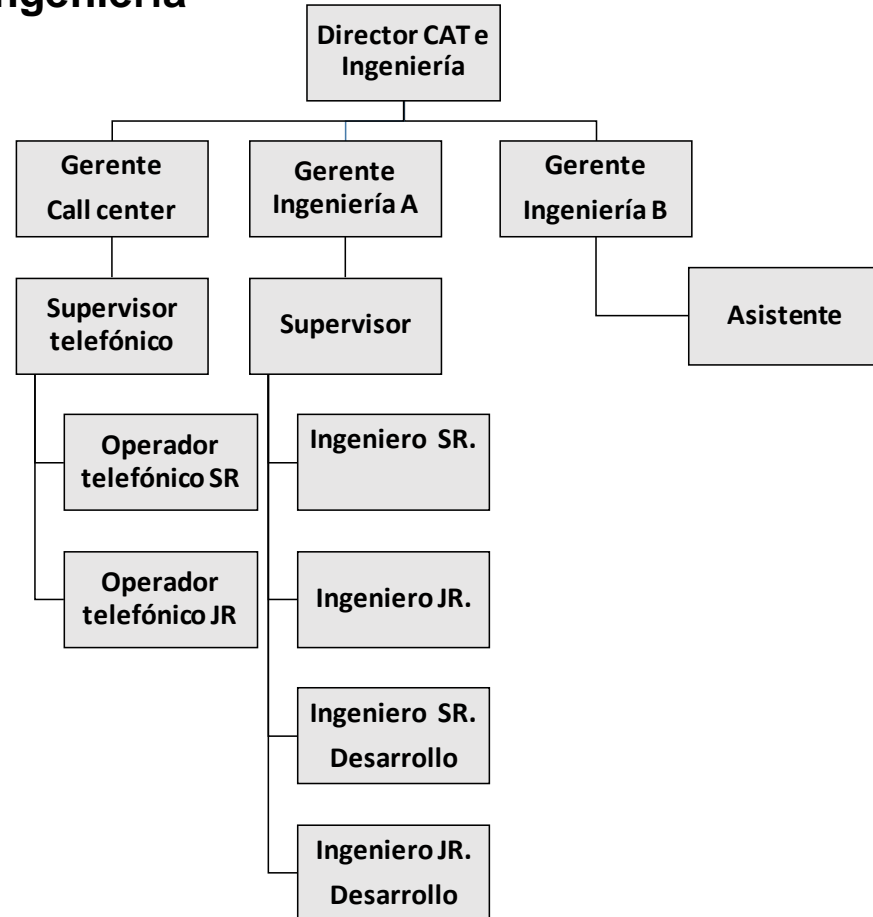 Director CAT e
Ingeniería
Gerente
Call center
Gerente
Ingeniería A
Gerente
Ingeniería B
Supervisor
telefónico
Supervisor
Asistente
Operador
telefónico SR
Ingeniero SR.
Operador
telefónico JR
Ingeniero JR.
Ingeniero SR.
Desarrollo
Ingeniero JR.
Desarrollo